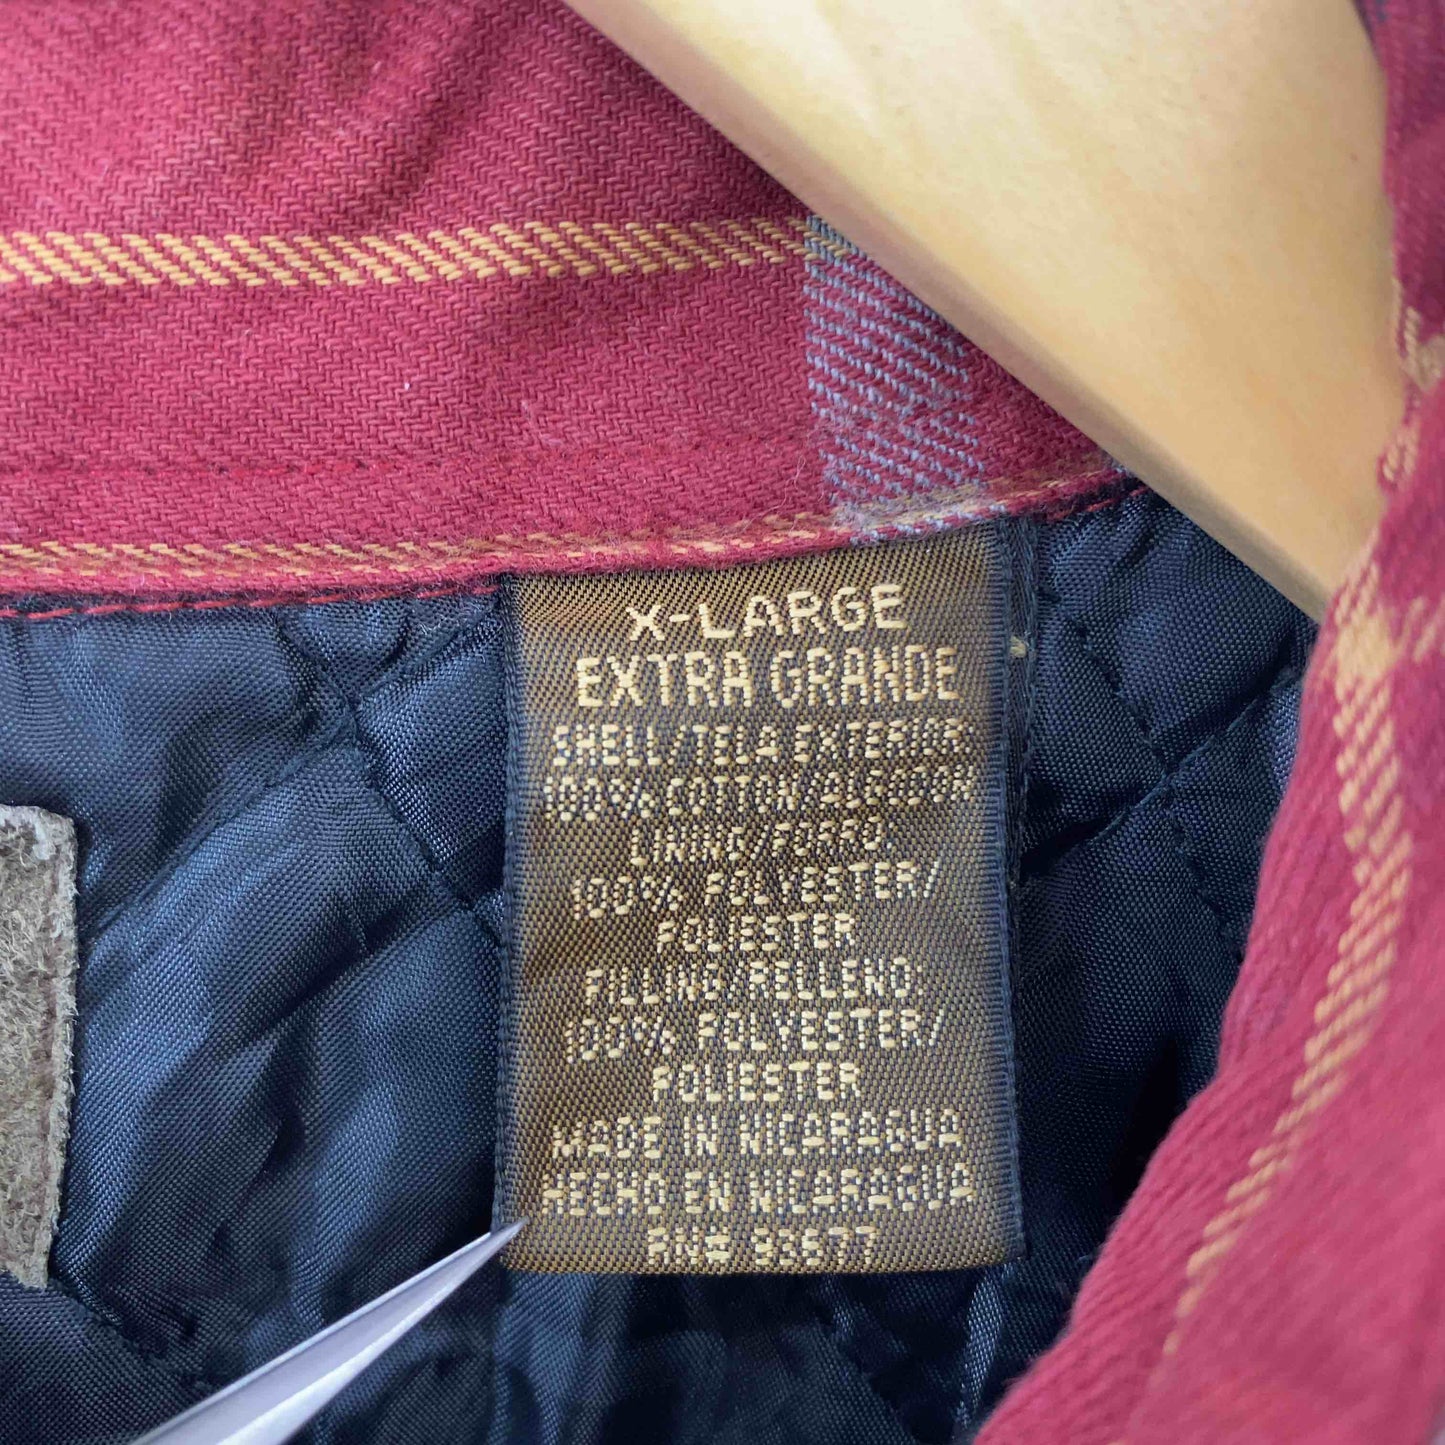 X-LARGE
EXTRA GRANDE
SHELL/TELA EXTERIOR:
100% COTTON/ALGODON
LINING/FORRO:
100% POLYESTER/
POLIESTER
FILLING/RELLENO:
100% POLYESTER/
POLIESTER
MADE IN NICARAGUA
HECHO EN NICARAGUA
RN#